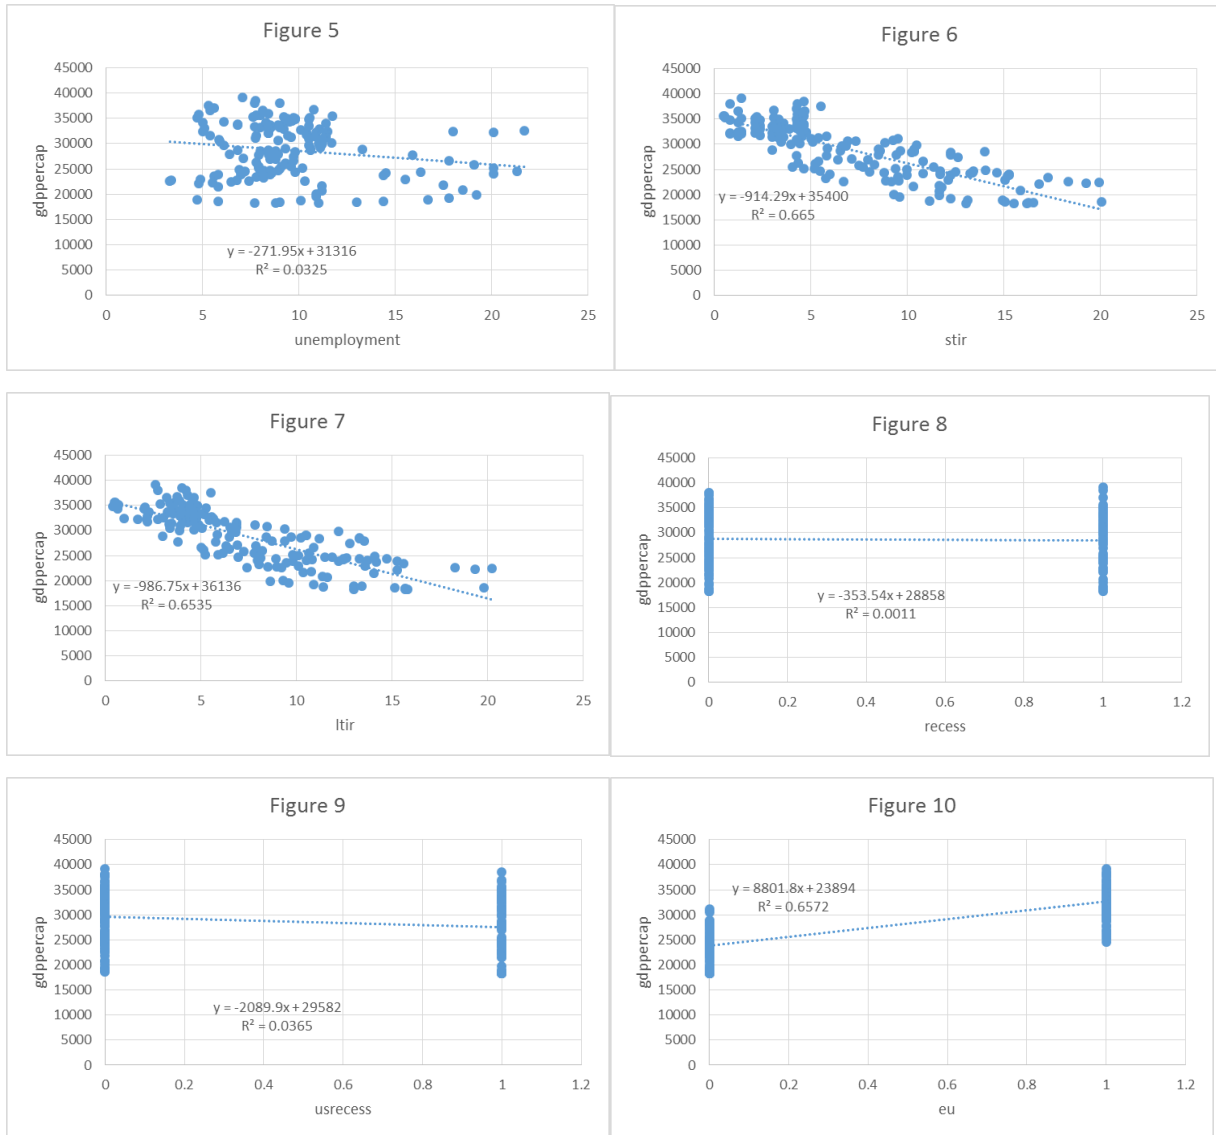 Figure 5
45000
40000
35000
30000
25000
20000
15000
10000
5000
0
gdppercap
y = -271.95x + 31316
R² = 0.0325
0 5 10 15 20 25
unemployment
Figure 6
45000
40000
35000
30000
25000
20000
15000
10000
5000
0
gdppercap
y = -914.29x + 35400
R² = 0.665
0 5 10 15 20 25
stir
Figure 7
45000
40000
35000
30000
25000
20000
15000
10000
5000
0
gdppercap
y = -986.75x + 36136
R² = 0.6535
0 5 10 15 20 25
ltir
Figure 8
45000
40000
35000
30000
25000
20000
15000
10000
5000
0
gdppercap
y = -353.54x + 28858
R² = 0.0011
0 0.2 0.4 0.6 0.8 1 1.2
recess
Figure 9
45000
40000
35000
30000
25000
20000
15000
10000
5000
0
gdppercap
y = -2089.9x + 29582
R² = 0.0365
0 0.2 0.4 0.6 0.8 1 1.2
usrecess
Figure 10
45000
40000
35000
30000
25000
20000
15000
10000
5000
0
gdppercap
y = 8801.8x + 23894
R² = 0.6572
0 0.2 0.4 0.6 0.8 1 1.2
eu